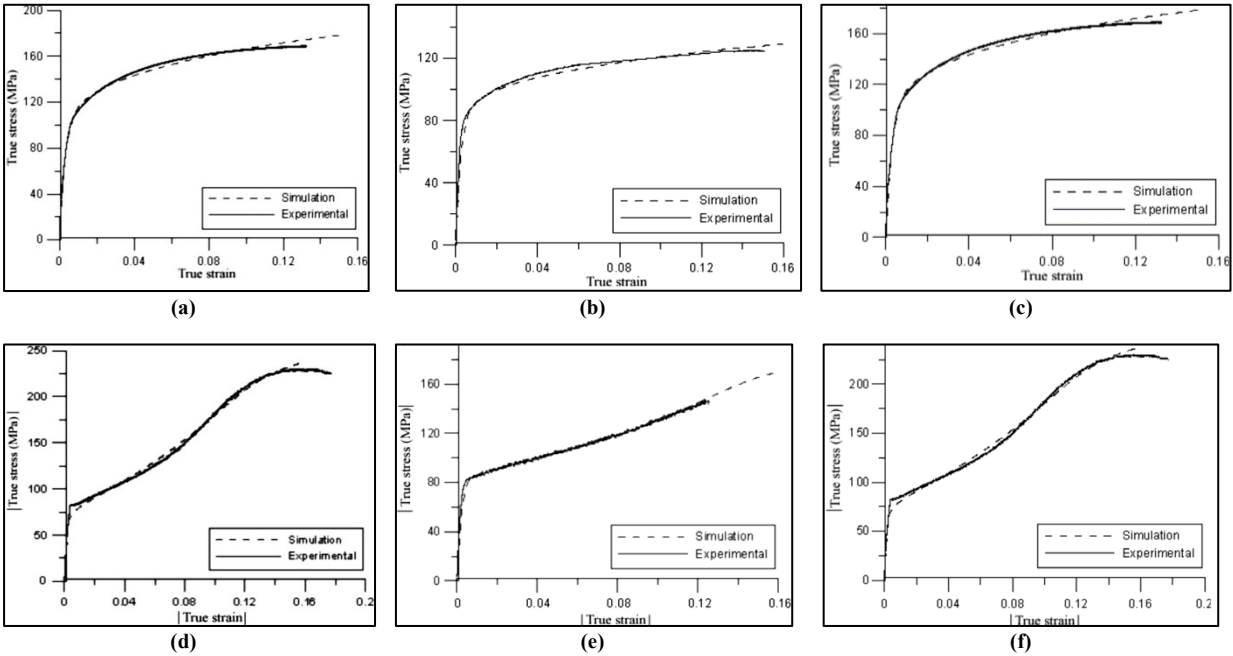 200
160
120
80
40
0
True stress (MPa)
Simulation
Experimental
0 0.04 0.08 0.12 0.16
True strain
(a)
120
80
40
0
True stress (MPa)
Simulation
Experimental
0 0.04 0.08 0.12 0.16
True strain
(b)
160
120
80
40
0
True stress (MPa)
Simulation
Experimental
0 0.04 0.08 0.12 0.16
True strain
(c)
250
200
150
100
50
0
|True stress (MPa)|
Simulation
Experimental
0 0.04 0.08 0.12 0.16 0.2
|True strain|
(d)
160
120
80
40
0
|True stress (MPa)|
Simulation
Experimental
0 0.04 0.08 0.12 0.16
|True strain|
(e)
200
150
100
50
0
|True stress (MPa)|
Simulation
Experimental
0 0.04 0.08 0.12 0.16 0.2
|True strain|
(f)